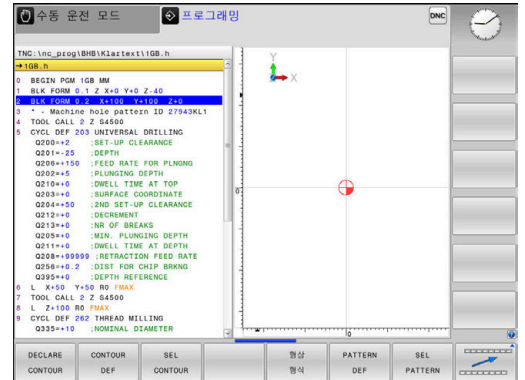 수동 운전 모드
프로그래밍
DNC
TNC:\nc_prog\BHB\Klartext\1GB.h
→1GB.h
0 BEGIN PGM 1GB MM
1 BLK FORM 0.1 Z X+0 Y+0 Z-40
2 BLK FORM 0.2 X+100 Y+100 Z+0
3 * - Machine hole pattern ID 27943KL1
4 TOOL CALL 2 Z S4500
5 CYCL DEF 203 UNIVERSAL DRILLING
Q200=+2 ;SET-UP CLEARANCE
Q201=-25 ;DEPTH
Q206=+150 ;FEED RATE FOR PLNGNG
Q202=+5 ;PLUNGING DEPTH
Q210=+0 ;DWELL TIME AT TOP
Q203=+0 ;SURFACE COORDINATE
Q204=+50 ;2ND SET-UP CLEARANCE
Q212=+0 ;DECREMENT
Q213=+0 ;NR OF BREAKS
Q205=+0 ;MIN. PLUNGING DEPTH
Q211=+0 ;DWELL TIME AT DEPTH
Q208=+99999 ;RETRACTION FEED RATE
Q256=+0.2 ;DIST FOR CHIP BRKNG
Q395=+0 ;DEPTH REFERENCE
6 L X+50 Y+50 R0 FMAX
7 TOOL CALL 2 Z S4500
8 L Z+100 R0 FMAX
9 CYCL DEF 262 THREAD MILLING
Q335=+10 ;NOMINAL DIAMETER
Y
X
0
0
DECLARE CONTOUR
CONTOUR DEF
SEL CONTOUR
형상 형식
PATTERN DEF
SEL PATTERN